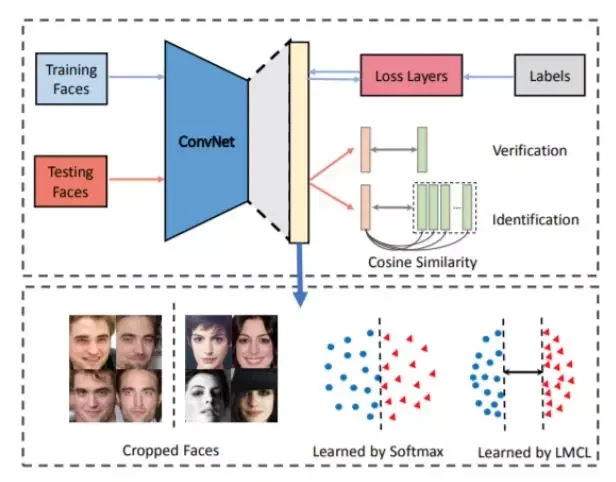 Training
Faces
ConvNet
Loss Layers
Labels
Testing
Faces
Verification
...
Identification
Cosine Similarity
Cropped Faces
Learned by Softmax
Learned by LMCL